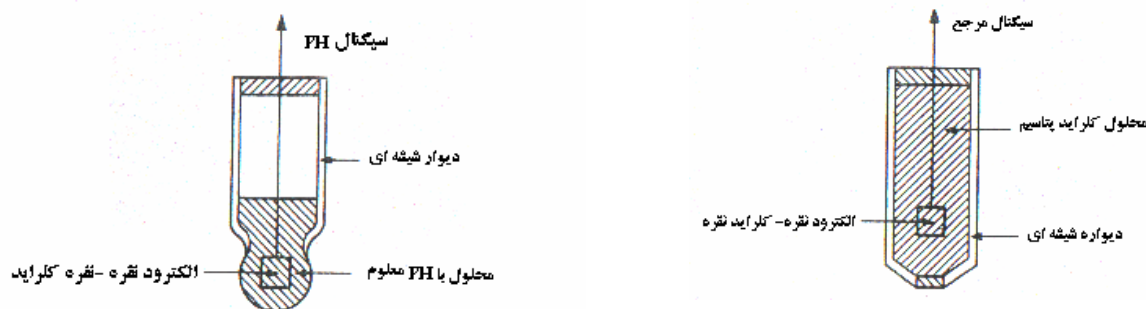 سیگنال PH
دیوار شیشه ای
الکترود نقره -نقره کلراید
محلول با PH معلوم
سیگنال مرجع
محلول کلراید پتاسیم
الکترود نقره- کلراید نقره
دیواره شیشه ای